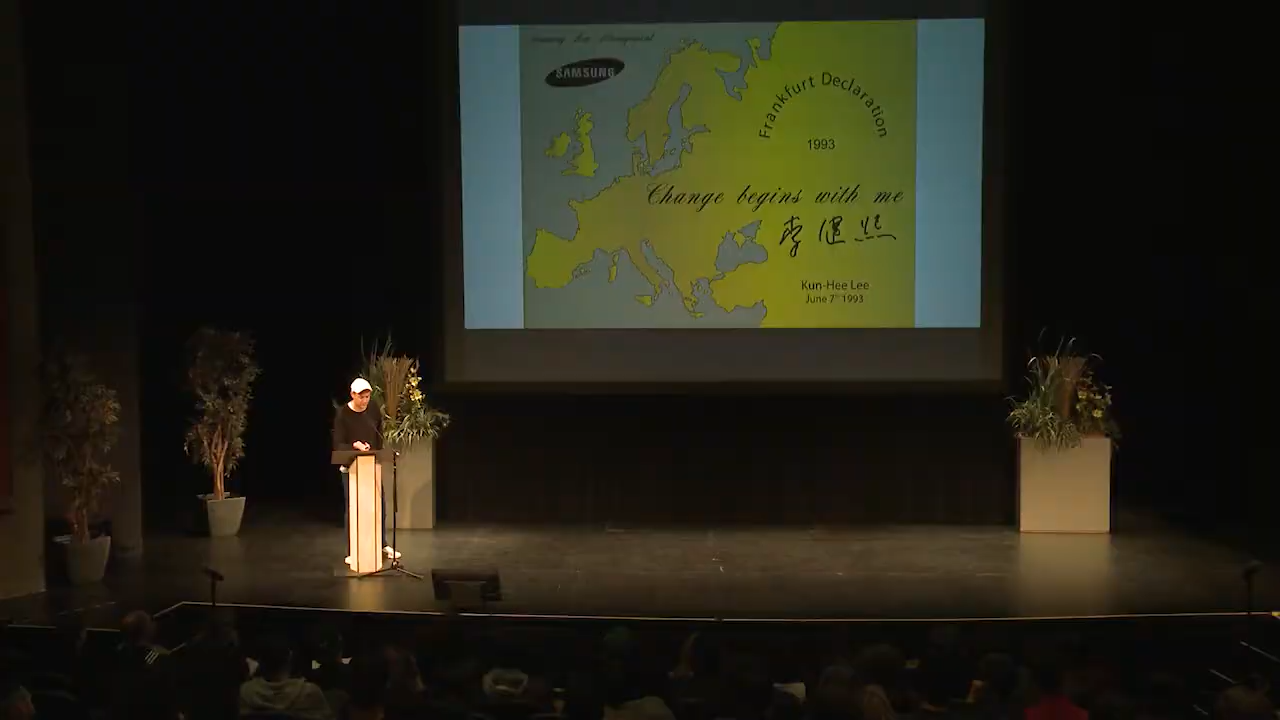 SAMSUNG
Frankfurt Declaration
1993
Change begins with me
李健熙
Kun-Hee Lee
June 7th 1993